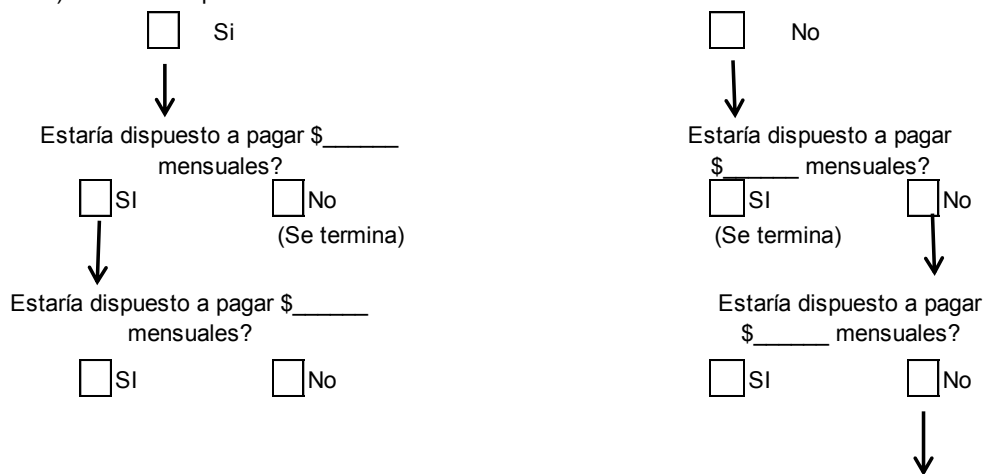 Si
No
Estaría dispuesto a pagar $______
mensuales?
SI
No
(Se termina)
Estaría dispuesto a pagar $______
mensuales?
SI
No
Estaría dispuesto a pagar
$______ mensuales?
SI
No
(Se termina)
Estaría dispuesto a pagar
$______ mensuales?
SI
No